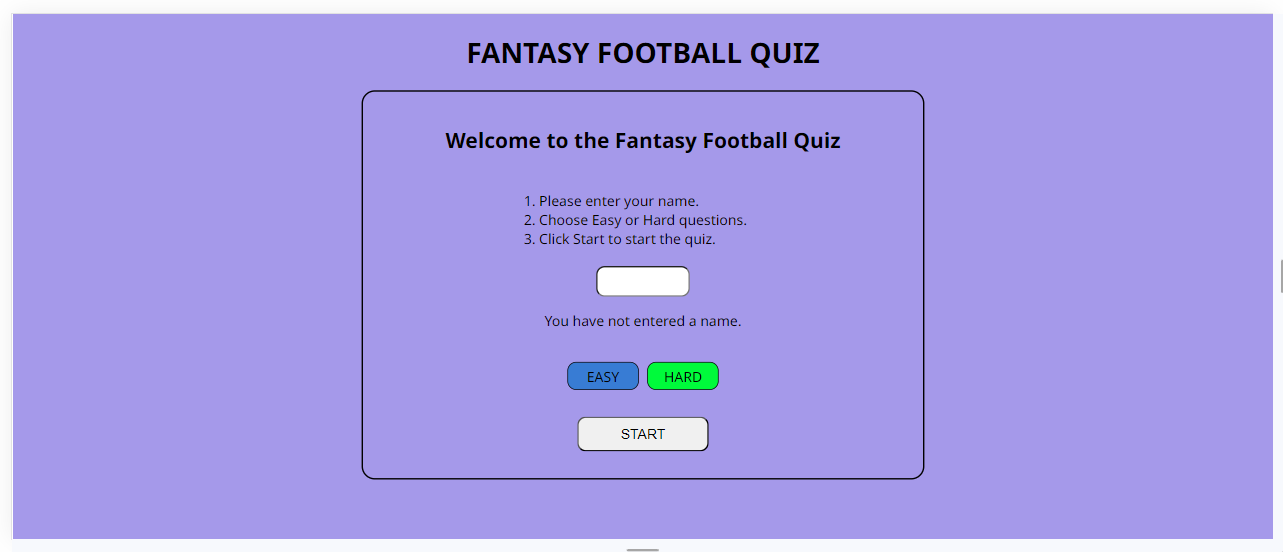 FANTASY FOOTBALL QUIZ
Welcome to the Fantasy Football Quiz
1. Please enter your name.
2. Choose Easy or Hard questions.
3. Click Start to start the quiz.
You have not entered a name.
EASY HARD
START